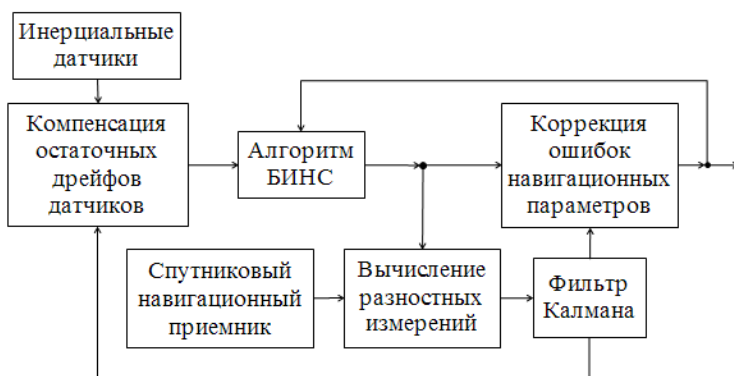 Инерциальные
датчики
Компенсация
остаточных
дрейфов
датчиков
Алгоритм
БИНС
Коррекция
ошибок
навигационных
параметров
Спутниковый
навигационный
приемник
Вычисление
разностных
измерений
Фильтр
Калмана